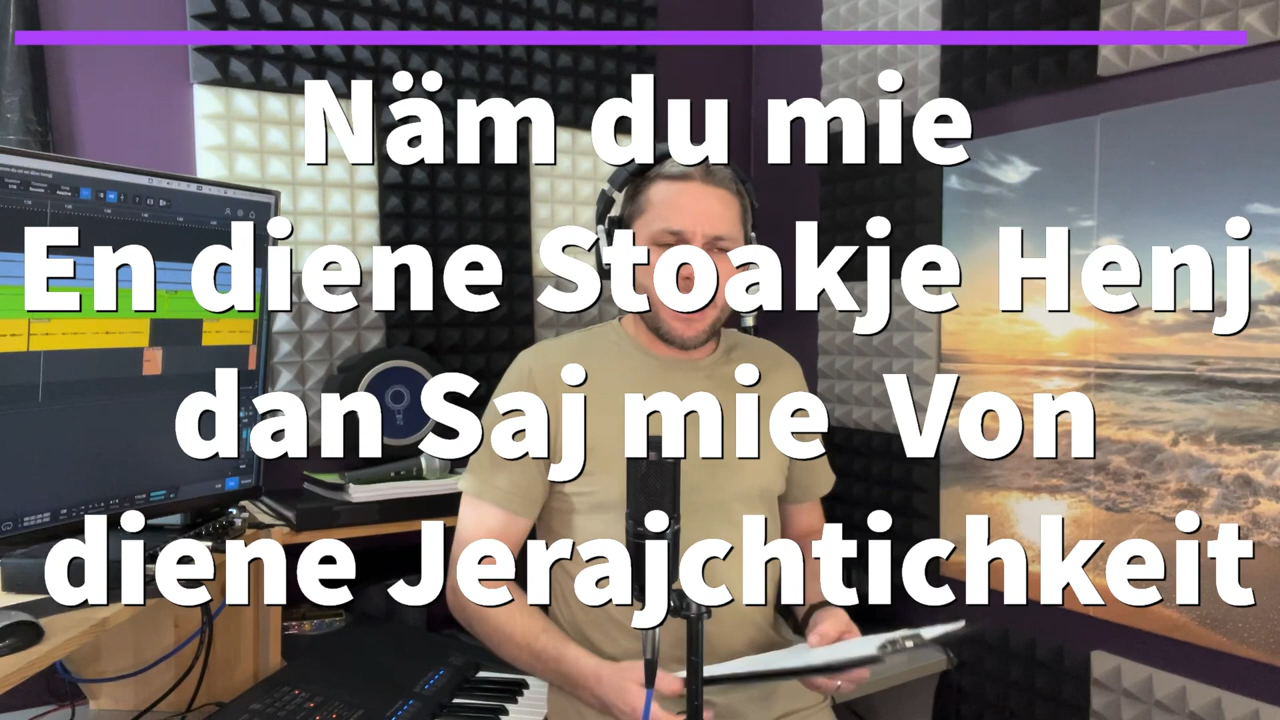 Näm du mie
En diene Stoakje Henj
dan Saj mie Von
diene Jerajchtichkeit